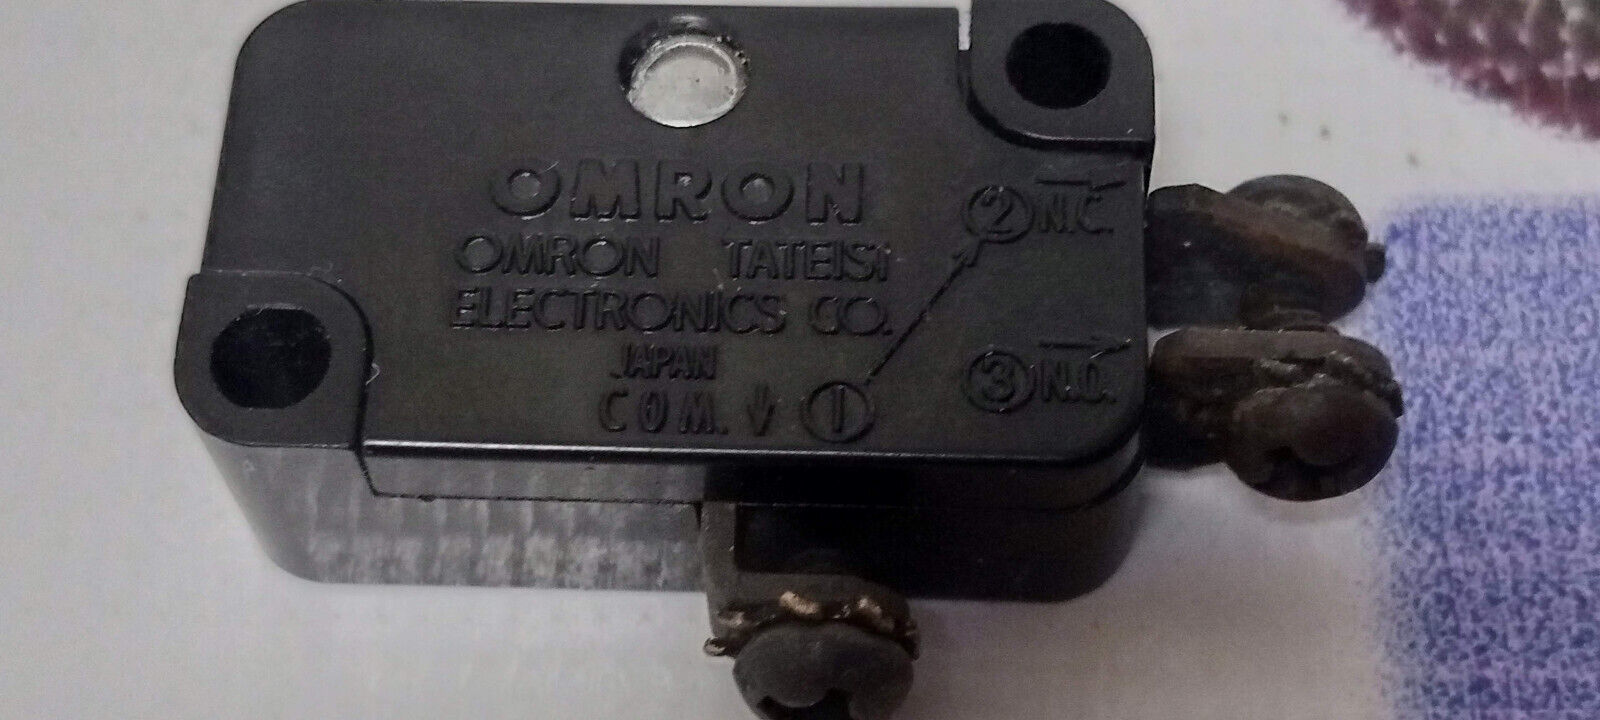 OMRON
OMRON TATEISI
ELECTRONICS CO.
JAPAN
COM. ↓ ①
② N.C.
③ N.O.